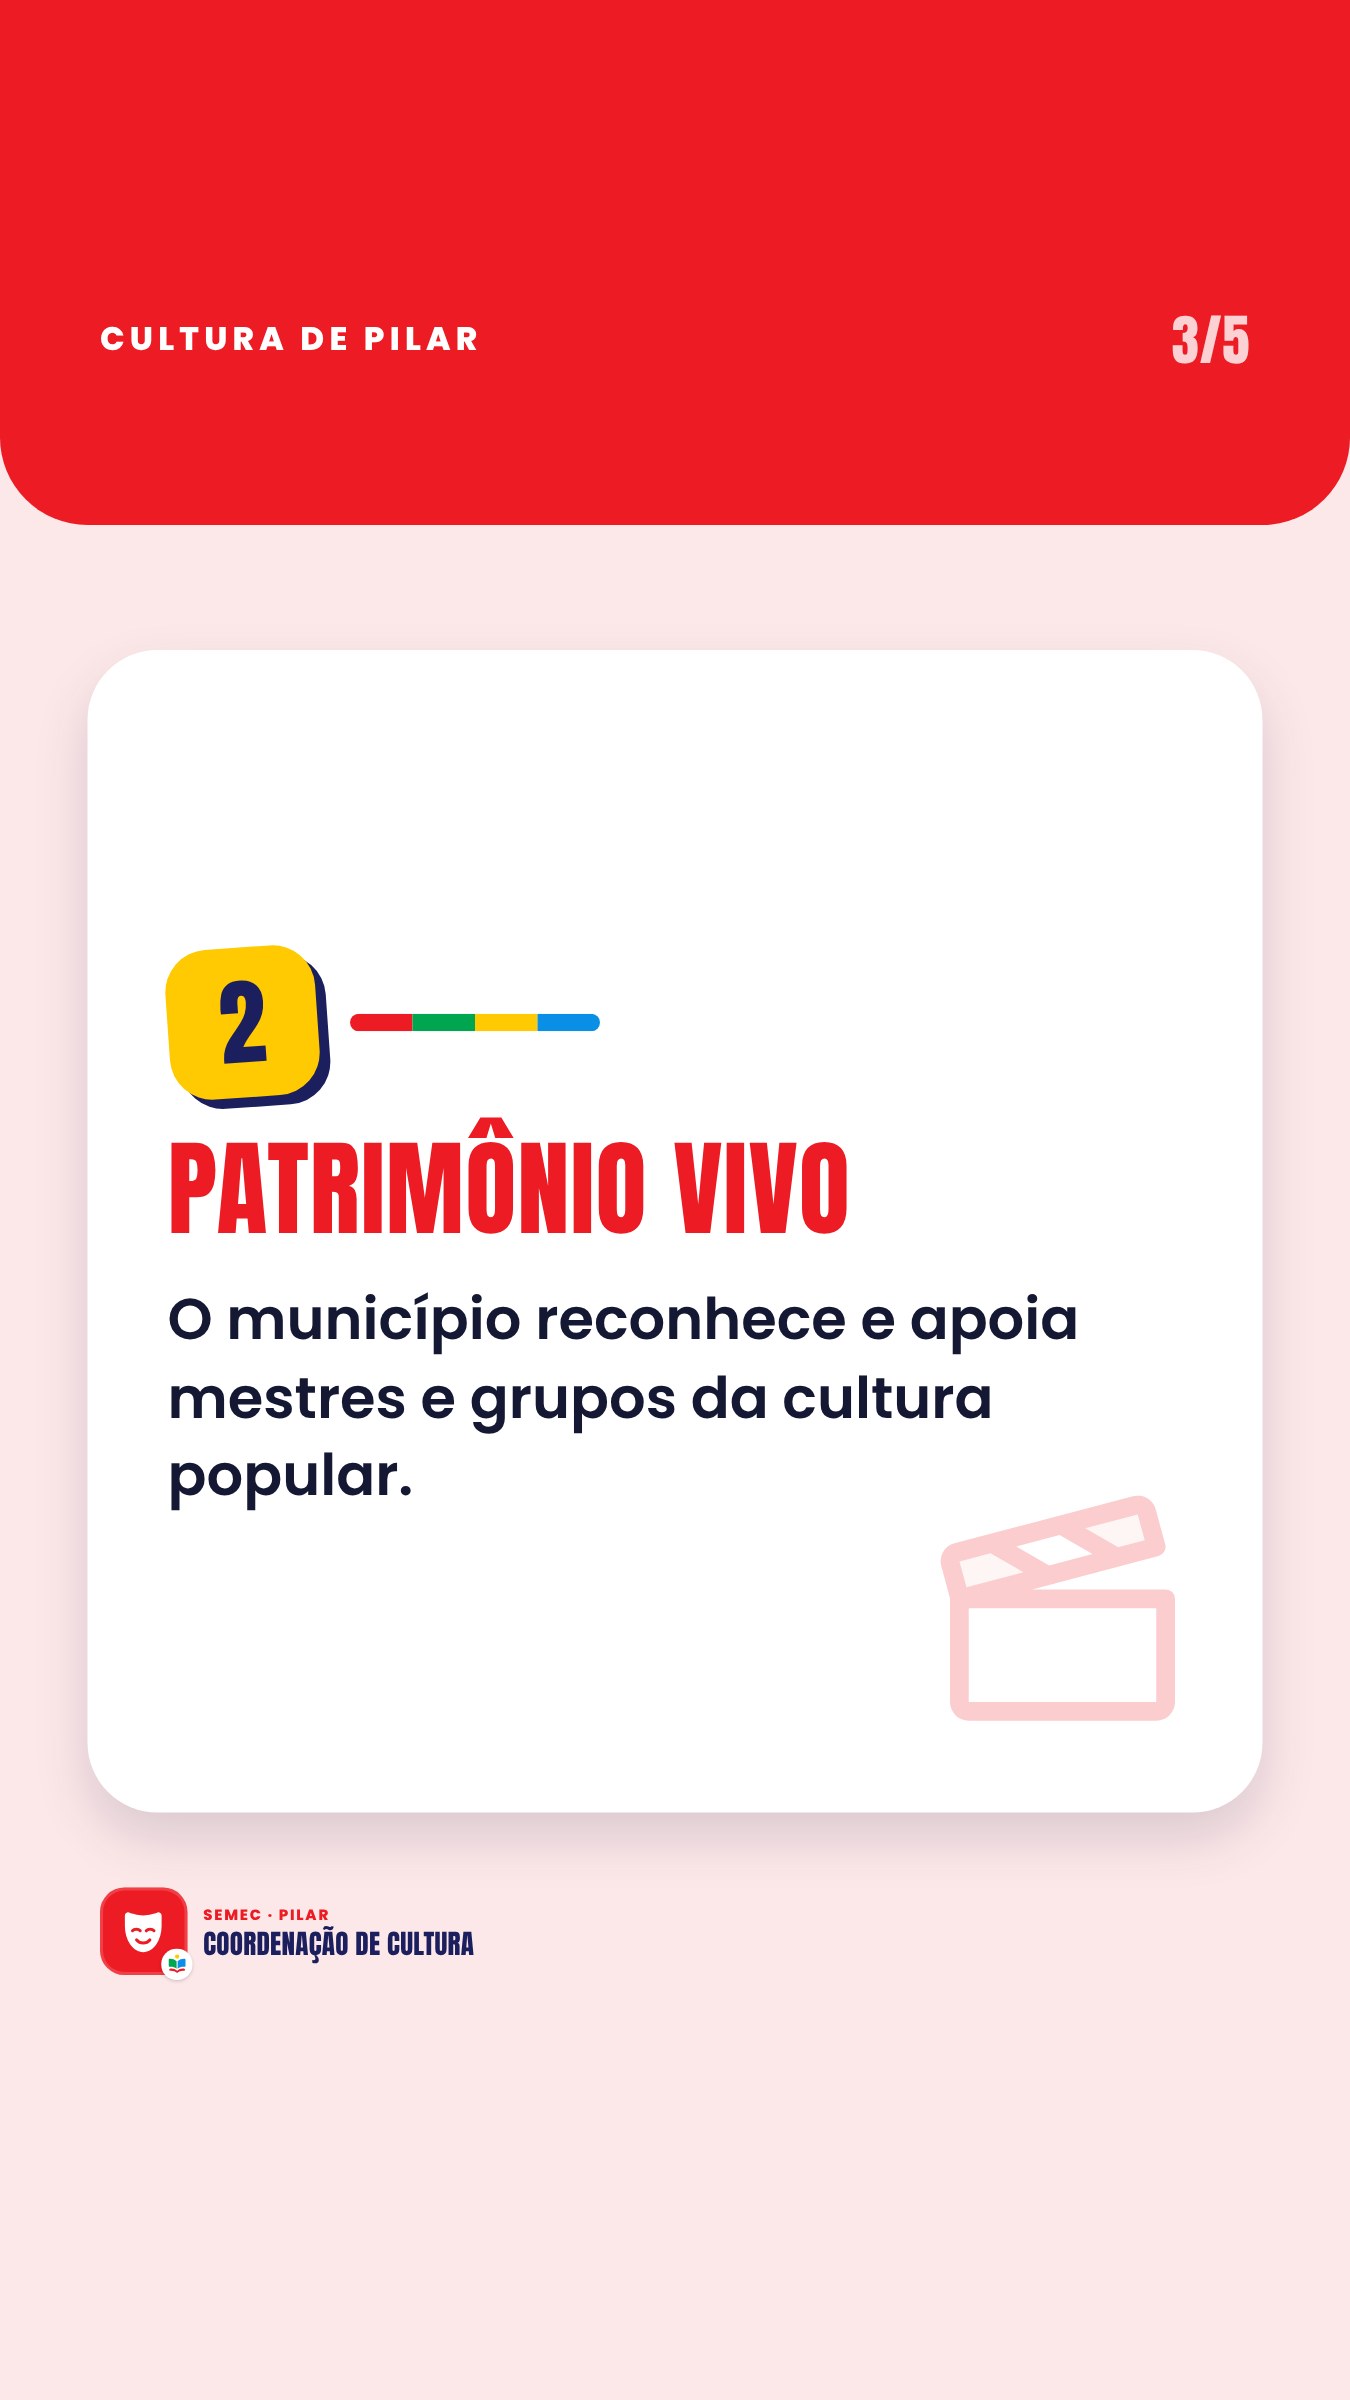 CULTURA DE PILAR
3/5
2
PATRIMÔNIO VIVO
O município reconhece e apoia
mestres e grupos da cultura
popular.
SEMEC · PILAR
COORDENAÇÃO DE CULTURA